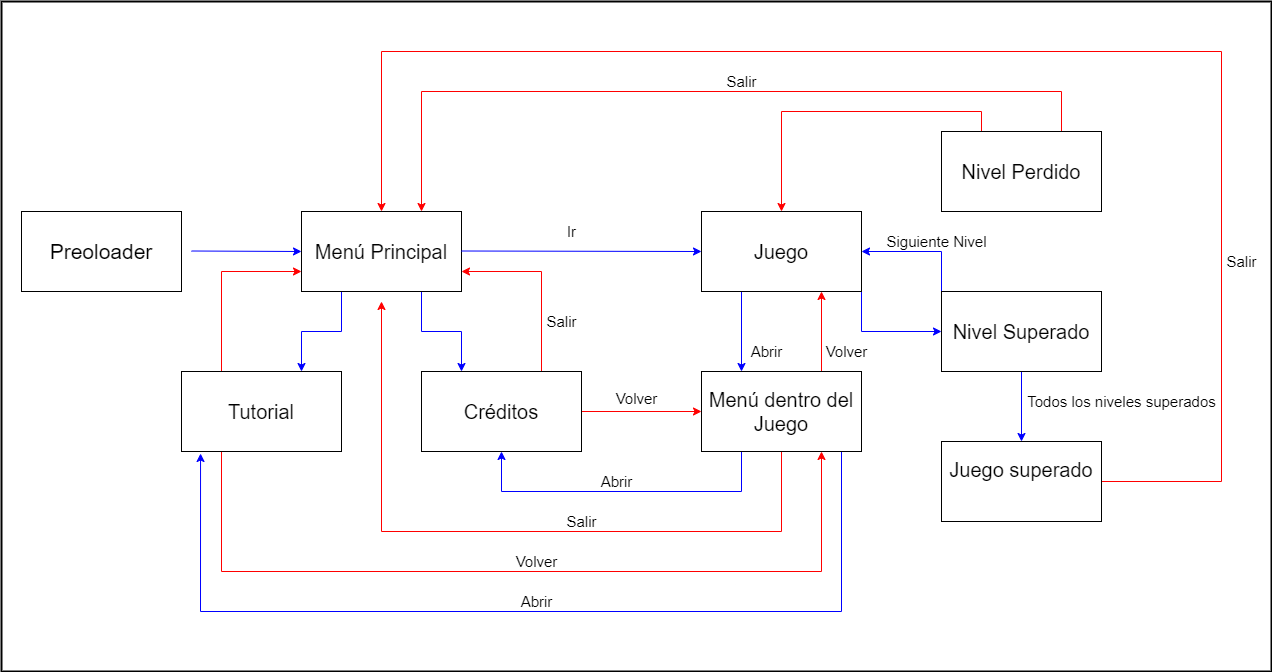 Salir
Nivel Perdido
Preoloader
Menú Principal
Ir
Juego
Siguiente Nivel
Salir
Salir
Nivel Superado
Abrir
Volver
Tutorial
Créditos
Volver
Menú dentro del
Juego
Todos los niveles superados
Juego superado
Abrir
Salir
Volver
Abrir